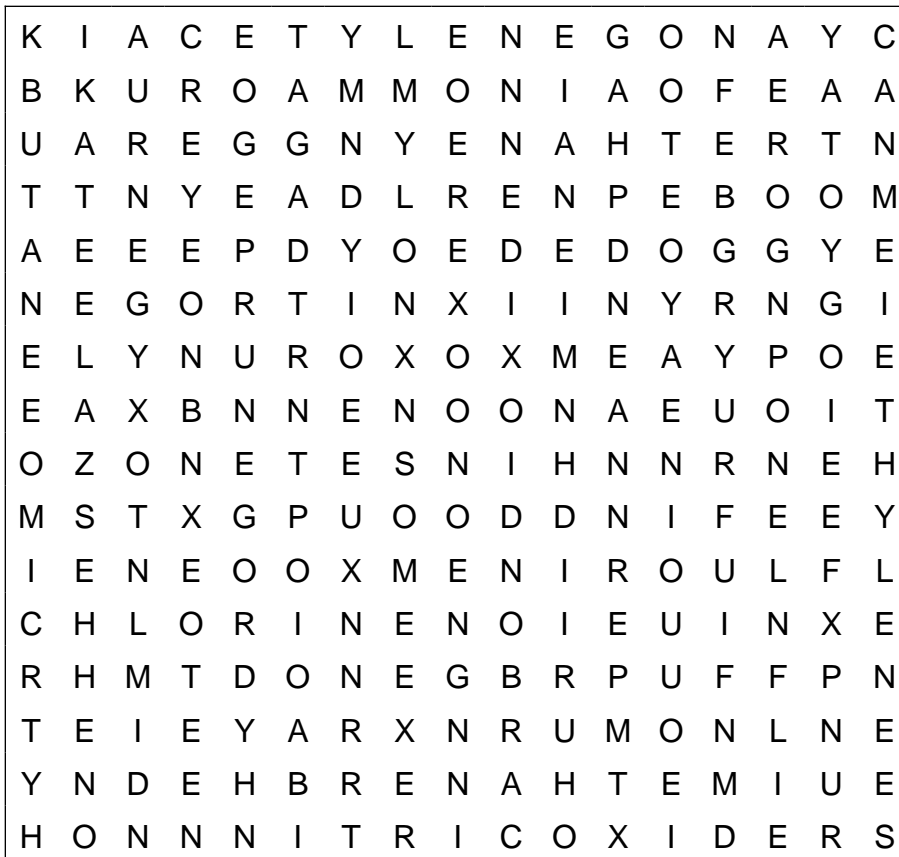 K I A C E T Y L E N E G O N A Y C
B K U R O A M M O N I A O F E A A
U A R E G G N Y E N A H T E R T N
T T N Y E A D L R E N P E B O O M
A E E E P D Y O E D E D O G G Y E
N E G O R T I N X I I N Y R N G I
E L Y N U R O X O X M E A Y P O E
E A X B N N E N O O N A E U O I T
O Z O N E T E S N I H N N R N E H
M S T X G P U O O D D N I F E E Y
I E N E O O X M E N I R O U L F L
C H L O R I N E N O I E U I N X E
R H M T D O N E G B R P U F F P N
T E I E Y A R X N R U M O N L N E
Y N D E H B R E N A H T E M I U E
H O N N N I T R I C O X I D E R S